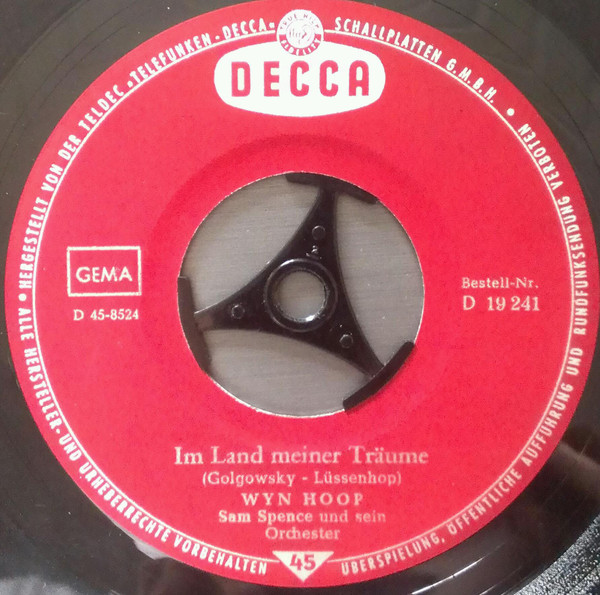 HERGESTELLT VON DER TELDEC • TELEFUNKEN - DECCA • SCHALLPLATTEN G.M.B.H. •
DECCA
GEMA
D 45-8524
Bestell-Nr.
D 19 241
Im Land meiner Träume
(Golgowsky - Lüssenhop)
WYN HOOP
Sam Spence und sein
Orchester
45
• ALLE HERSTELLER- UND URHEBERRECHTE VORBEHALTEN
ÜBERSPIELUNG, ÖFFENTLICHE AUFFÜHRUNG UND RUNDFUNKSENDUNG VERBOTEN